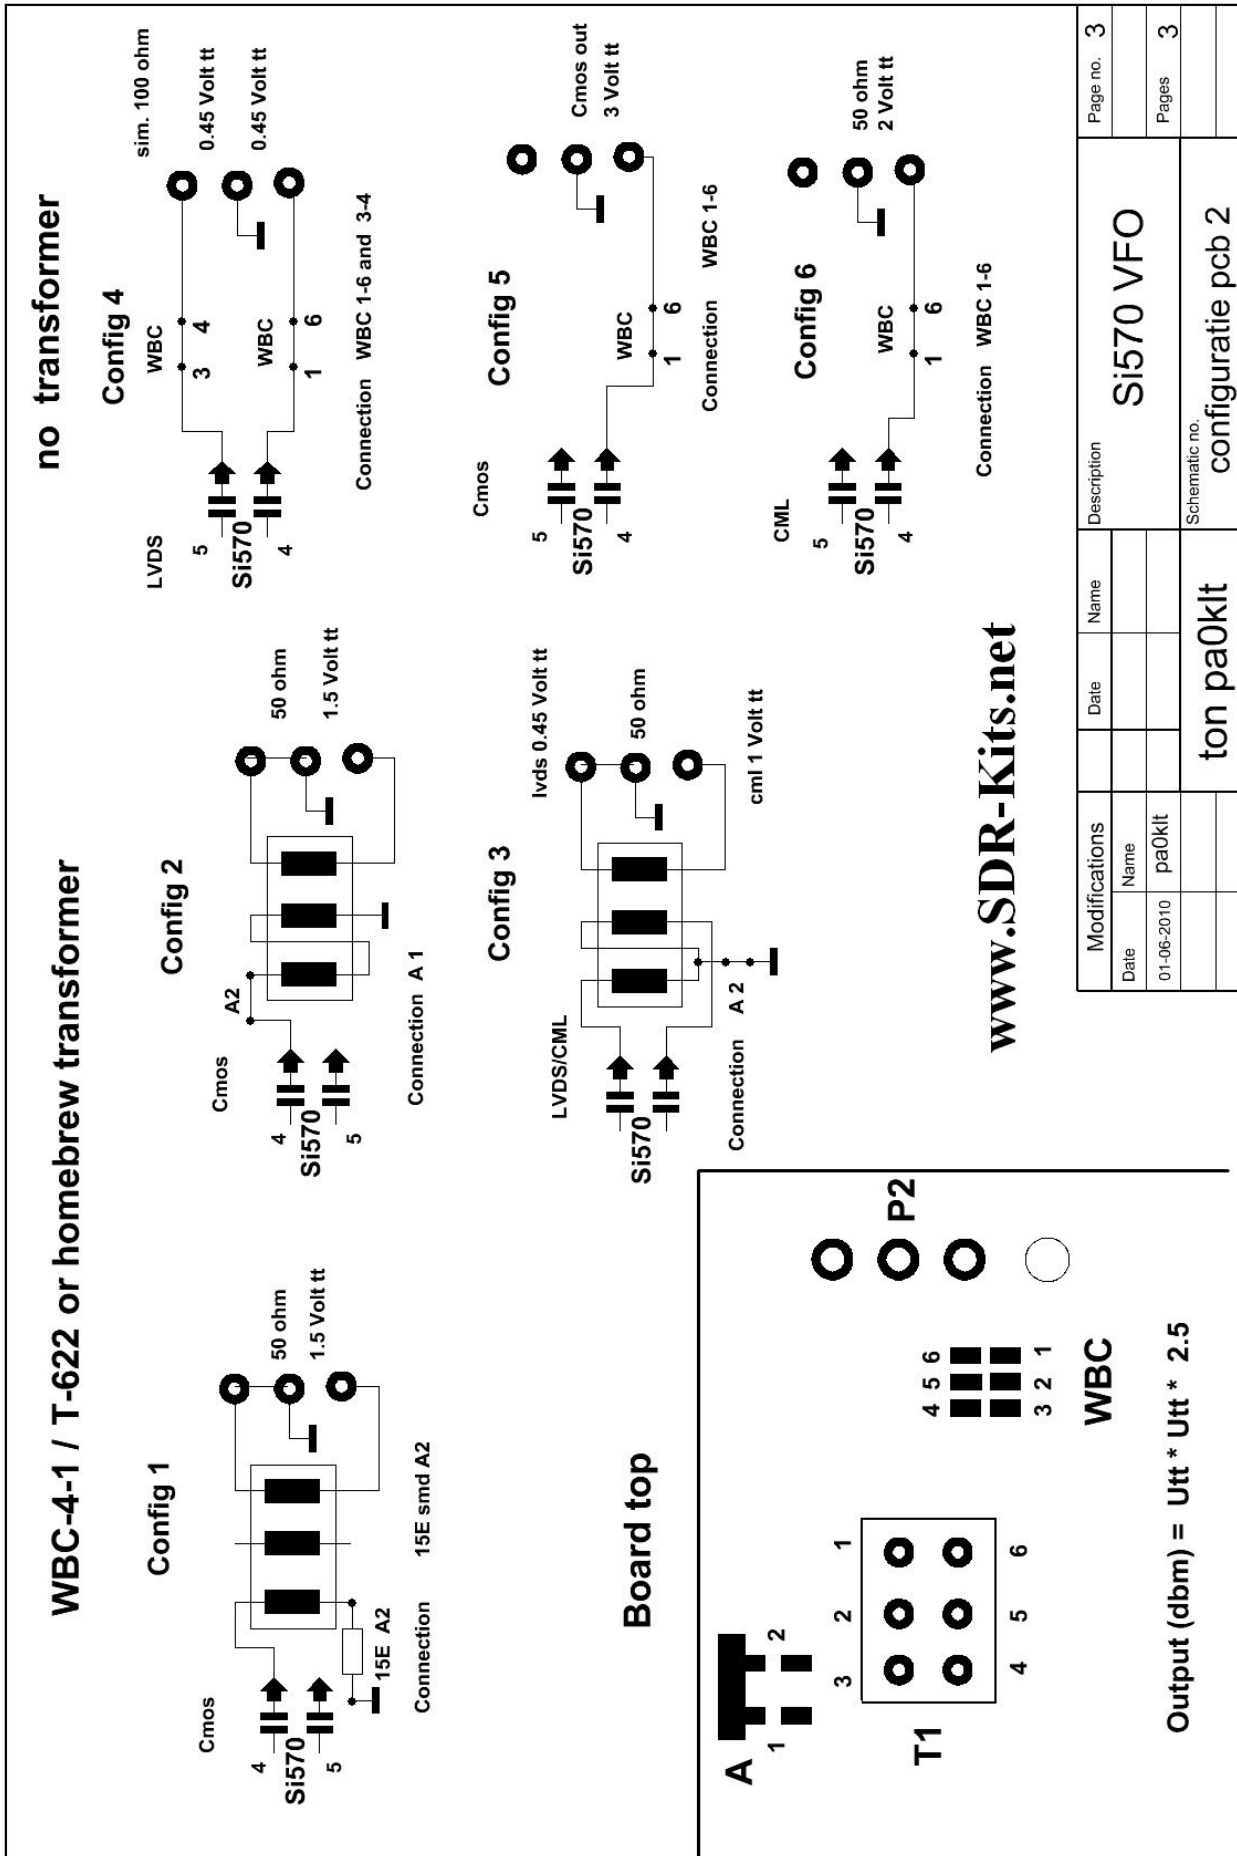 WBC-4-1 / T-622 or homebrew transformer
no transformer
Config 1
Cmos
4
Si570
5
15E A2
50 ohm
1.5 Volt tt
Connection 15E smd A2
Config 2
Cmos
A2
4
Si570
5
50 ohm
1.5 Volt tt
Connection A 1
Config 3
LVDS/CML
Si570
lvds 0.45 Volt tt
50 ohm
cml 1 Volt tt
Connection A 2
Config 4
LVDS
5
Si570
4
WBC
3 4
WBC
1 6
sim. 100 ohm
0.45 Volt tt
0.45 Volt tt
Connection WBC 1-6 and 3-4
Config 5
Cmos
5
Si570
4
WBC
1 6
Cmos out
3 Volt tt
Connection WBC 1-6
Config 6
CML
5
Si570
4
WBC
1 6
50 ohm
2 Volt tt
Connection WBC 1-6
Board top
A
1 2
T1
3 2 1
4 5 6
4 5 6
3 2 1
WBC
P2
Output (dbm) = Utt * Utt * 2.5
www.SDR-Kits.net
Modifications
Date Name
01-06-2010 pa0klt
Date Name
ton pa0klt
Description
Si570 VFO
Schematic no.
configuratie pcb 2
Page no. 3
Pages 3